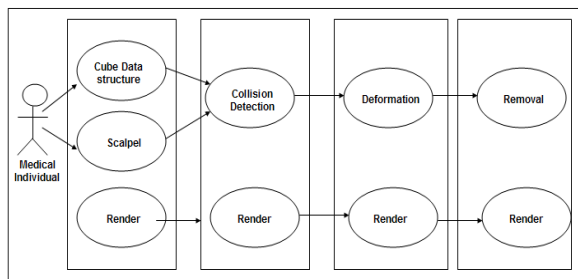 Cube Data
structure
Collision
Detection
Deformation
Removal
Scalpel
Medical
Individual
Render
Render
Render
Render